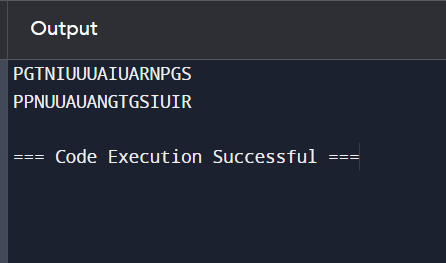 Output
PGTNIUUUAIUARNPGS
PPNUUAUANGTGSIUIR
=== Code Execution Successful ===